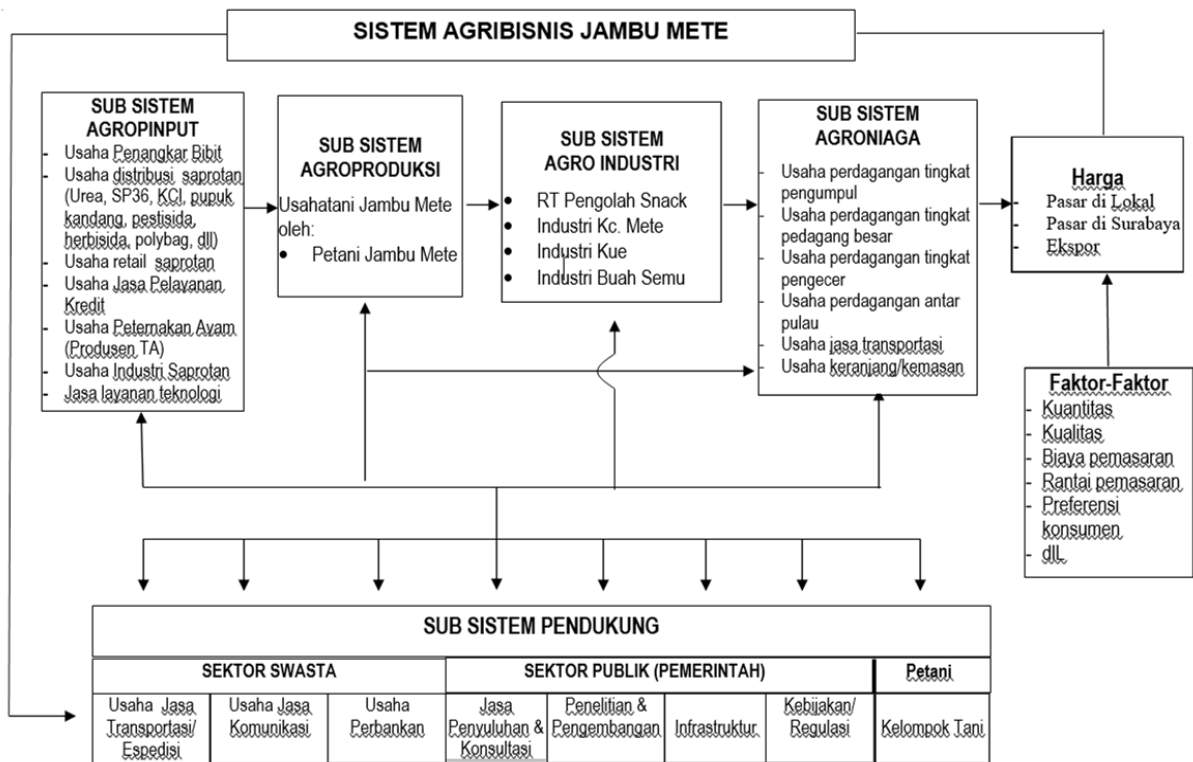 SISTEM AGRIBISNIS JAMBU METE
SUB SISTEM
AGROPINPUT
- Usaha Penangkar Bibit
- Usaha distribusi saprotan
(Urea, SP36, KCl, pupuk
kandang, pestisida,
herbisida, polybag, dll)
- Usaha retail saprotan
- Usaha Jasa Pelayanan
Kredit
- Usaha Peternakan Ayam
(Produsen TA)
- Usaha Industri Saprotan
- Jasa layanan teknologi
SUB SISTEM
AGROPRODUKSI
Usahatani Jambu Mete
oleh:
• Petani Jambu Mete
SUB SISTEM
AGRO INDUSTRI
• RT Pengolah Snack
• Industri Kc. Mete
• Industri Kue
• Industri Buah Semu
SUB SISTEM
AGRONIAGA
- Usaha perdagangan tingkat
pengumpul
- Usaha perdagangan tingkat
pedagang besar
- Usaha perdagangan tingkat
pengecer
- Usaha perdagangan antar
pulau
- Usaha jasa transportasi
- Usaha keranjang/kemasan
Harga
- Pasar di Lokal
- Pasar di Surabaya
- Ekspor
Faktor-Faktor
- Kuantitas
- Kualitas
- Biaya pemasaran
- Rantai pemasaran
- Preferensi
konsumen
- dlL
SUB SISTEM PENDUKUNG
SEKTOR SWASTA
SEKTOR PUBLIK (PEMERINTAH)
Petani
Usaha Jasa
Transportasi/
Espedisi
Usaha Jasa
Komunikasi
Usaha
Perbankan
Jasa
Penyuluhan &
Konsultasi
Penelitian &
Pengembangan
Infrastruktur
Kebijakan/
Regulasi
Kelompok Tani